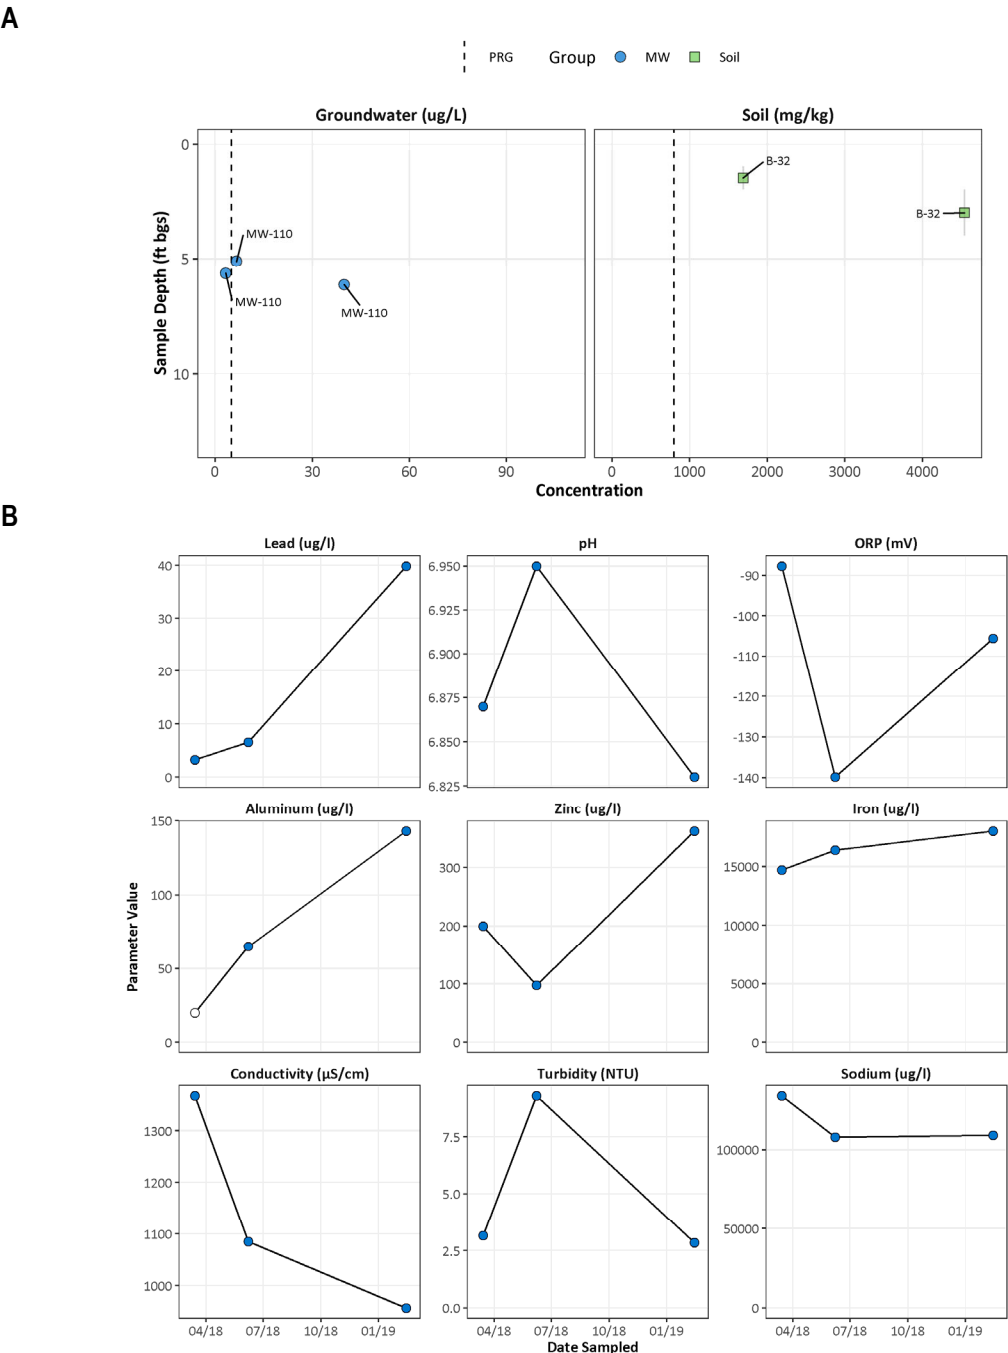 A
PRG Group MW Soil
Groundwater (ug/L) Soil (mg/kg)
Sample Depth (ft bgs)
0
5
10
MW-110
MW-110
MW-110
B-32
B-32
0 30 60 90 0 1000 2000 3000 4000
Concentration
B
Lead (ug/l) pH ORP (mV)
40
30
20
10
0
6.950
6.925
6.900
6.875
6.850
6.825
-90
-100
-110
-120
-130
-140
Aluminum (ug/l) Zinc (ug/l) Iron (ug/l)
Parameter Value
150
100
50
0
300
200
100
0
15000
10000
5000
0
Conductivity (µS/cm) Turbidity (NTU) Sodium (ug/l)
1300
1200
1100
1000
7.5
5.0
2.5
0.0
100000
50000
0
04/18 07/18 10/18 01/19 04/18 07/18 10/18 01/19 04/18 07/18 10/18 01/19
Date Sampled